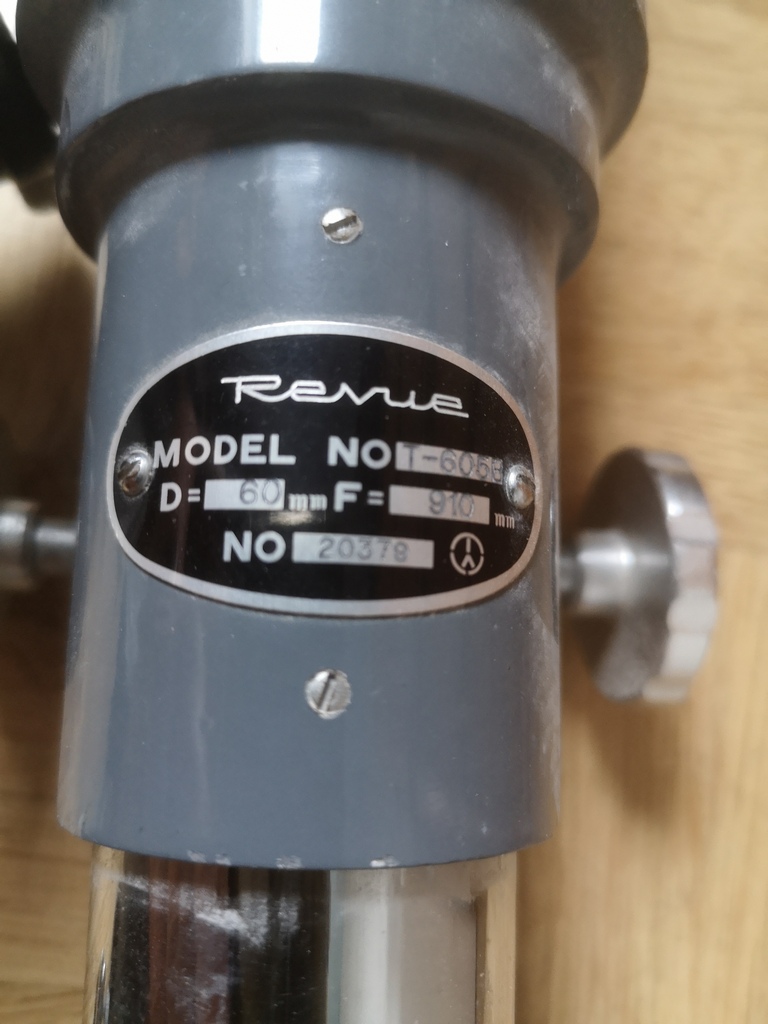 Revue
MODEL NO T-605B
D= 60 mm F= 910 mm
NO 20378